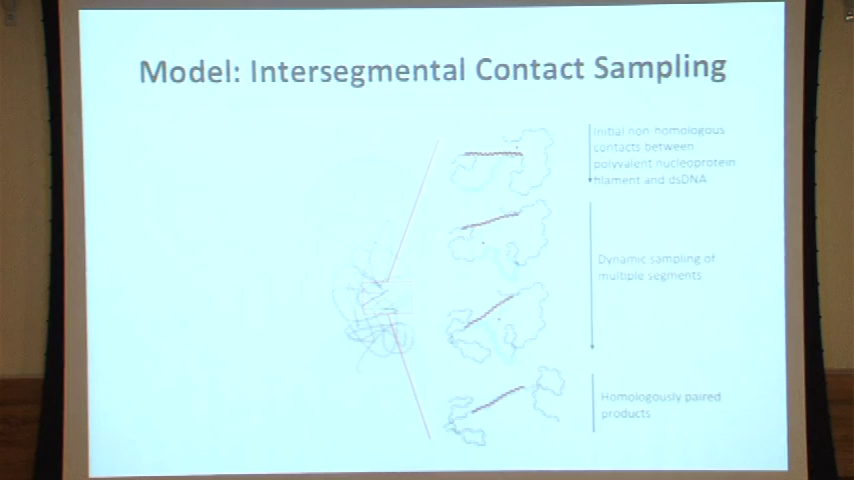 Model: Intersegmental Contact Sampling
Initial non-homologous
contacts between
polyvalent nucleoprotein
filament and dsDNA
Dynamic sampling of
multiple segments
Homologously paired
products